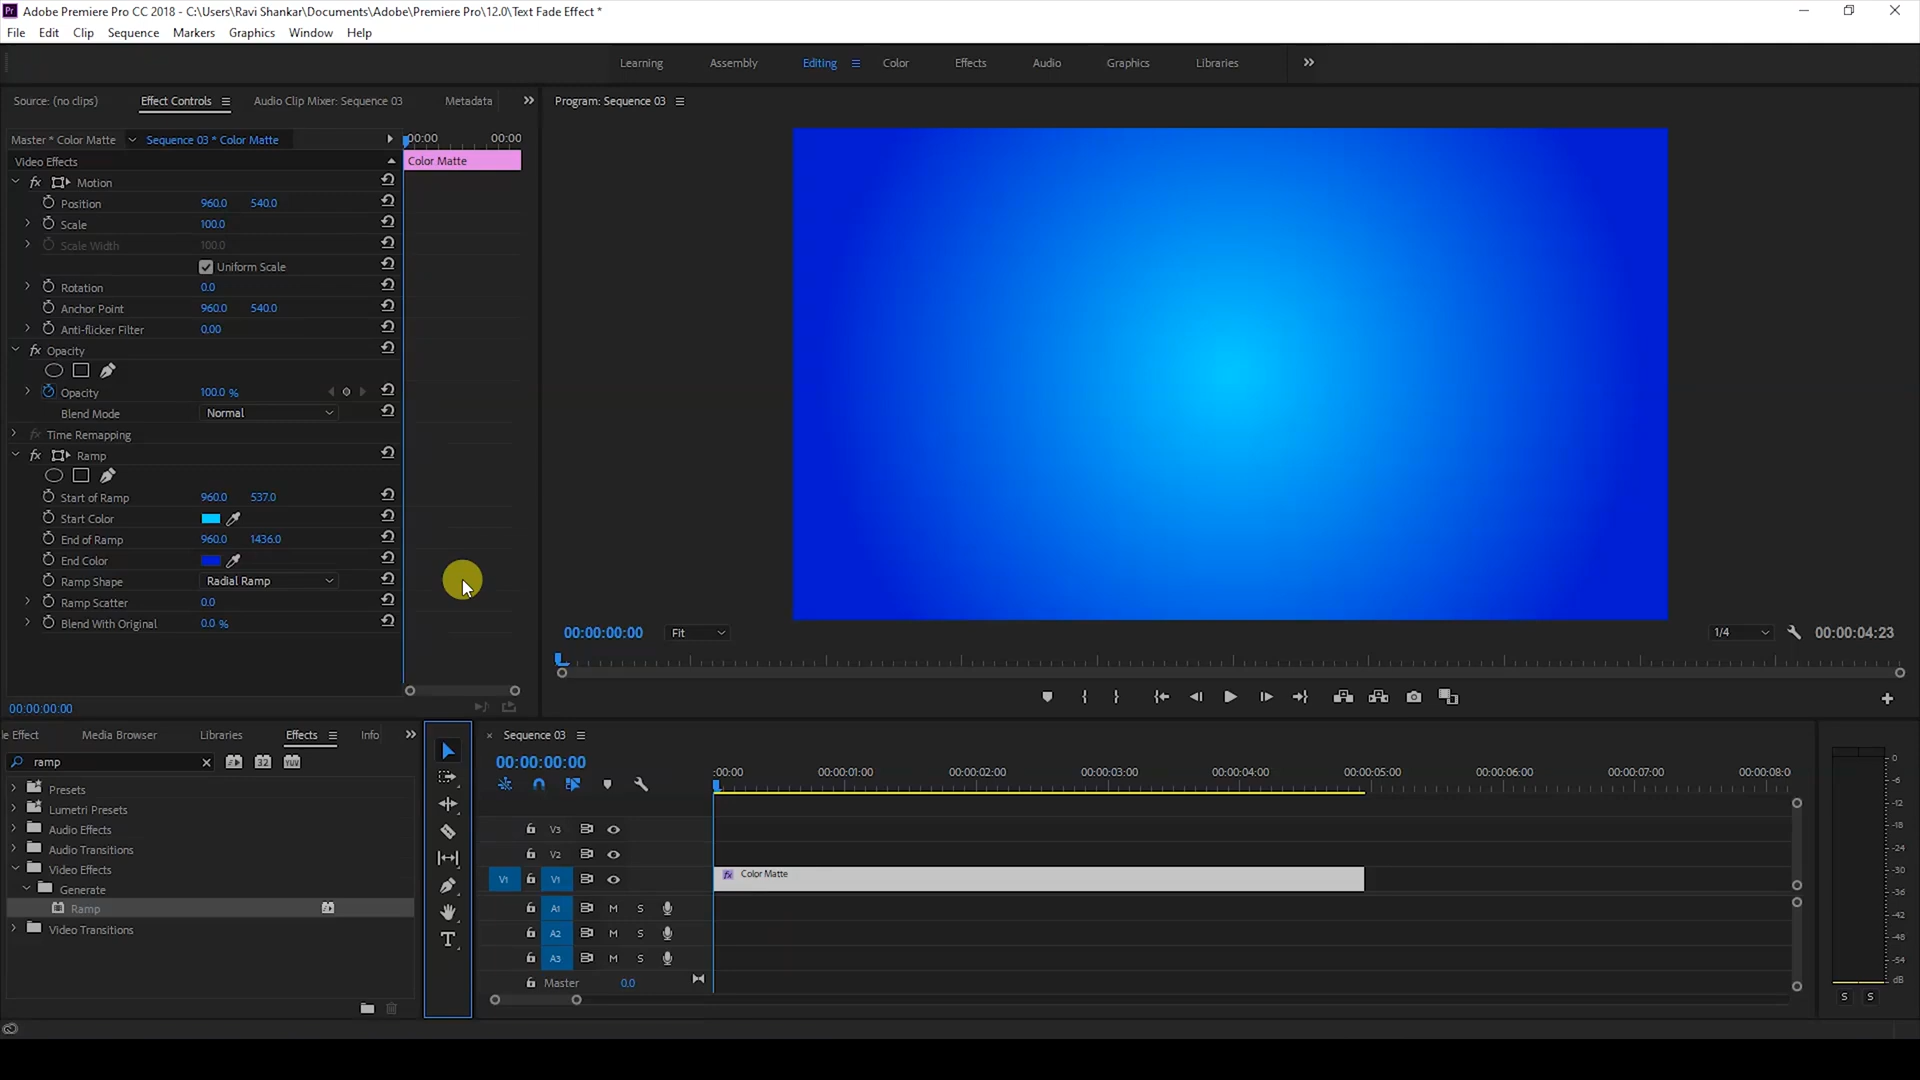 Adobe Premiere Pro CC 2018 - C:\Users\Ravi Shankar\Documents\Adobe\Premiere Pro\12.0\Text Fade Effect *
File Edit Clip Sequence Markers Graphics Window Help
Learning Assembly Editing Color Effects Audio Graphics Libraries
Source: (no clips) Effect Controls Audio Clip Mixer: Sequence 03 Metadata
Program: Sequence 03
Master * Color Matte Sequence 03 * Color Matte
00:00 00:00
Video Effects
Color Matte
fx Motion
Position 960.0 540.0
Scale 100.0
Scale Width 100.0
Uniform Scale
Rotation 0.0
Anchor Point 960.0 540.0
Anti-flicker Filter 0.00
fx Opacity
Opacity 100.0 %
Blend Mode Normal
fx Time Remapping
fx Ramp
Start of Ramp 960.0 537.0
Start Color
End of Ramp 960.0 1436.0
End Color
Ramp Shape Radial Ramp
Ramp Scatter 0.0
Blend With Original 0.0 %
00:00:00:00 Fit 1/4 00:00:04:23
00:00:00:00
le Effect Media Browser Libraries Effects Info
ramp 32 YUV
Presets
Lumetri Presets
Audio Effects
Audio Transitions
Video Effects
Generate
Ramp
Video Transitions
T
× Sequence 03
00:00:00:00
:00:00 00:00:01:00 00:00:02:00 00:00:03:00 00:00:04:00 00:00:05:00 00:00:06:00 00:00:07:00 00:00:08:0
V3
V2
V1 V1 fx Color Matte
A1 M S
A2 M S
A3 M S
Master 0.0
0
-6
-12
-18
-24
-30
-36
-42
-48
-54
dB
S S